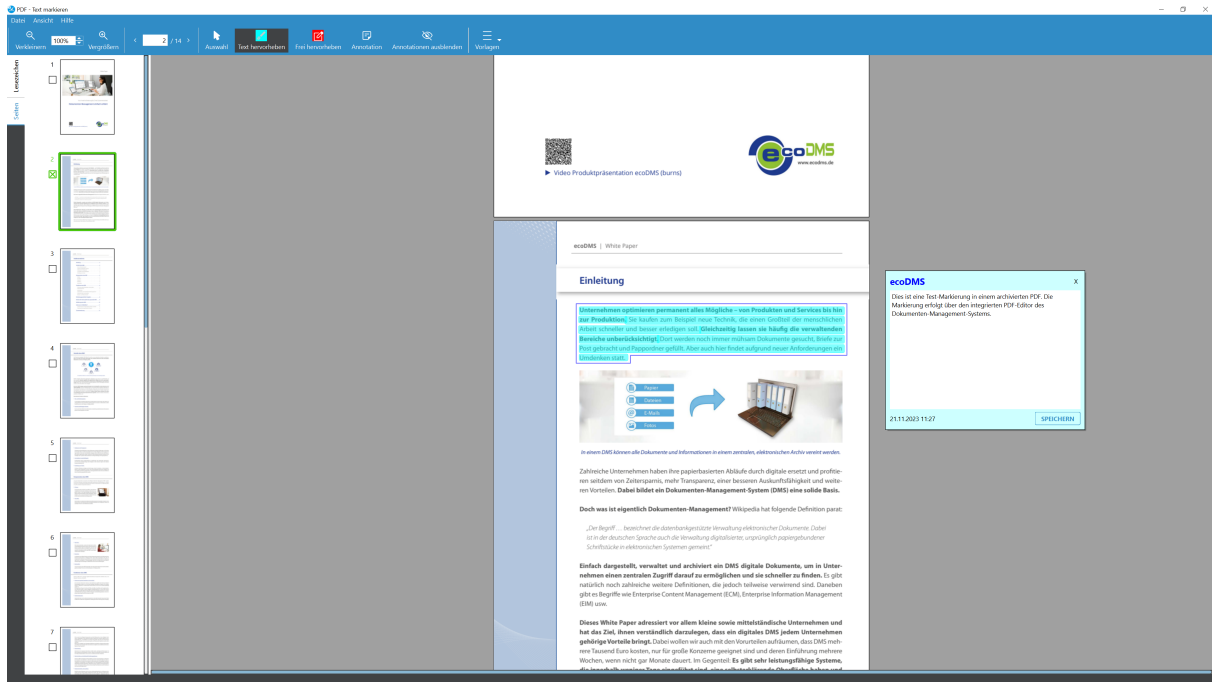 PDF - Text markieren
Datei Ansicht Hilfe
Verkleinern 100% Vergrößern 2 / 14 Auswahl Text hervorheben Frei hervorheben Annotation Annotationen ausblenden Vorlagen
Lesezeichen
Seiten
1
2
3
4
5
6
7
ecoDMS
www.ecodms.de
Video Produktpräsentation ecoDMS (burns)
ecoDMS | White Paper
Einleitung
Unternehmen optimieren permanent alles Mögliche – von Produkten und Services bis hin
zur Produktion. Sie kaufen zum Beispiel neue Technik, die einen Großteil der menschlichen
Arbeit schneller und besser erledigen soll. Gleichzeitig lassen sie häufig die verwaltenden
Bereiche unberücksichtigt. Dort werden noch immer mühsam Dokumente gesucht, Briefe zur
Post gebracht und Pappordner gefüllt. Aber auch hier findet aufgrund neuer Anforderungen ein
Umdenken statt.
Papier
Dateien
E-Mails
Fotos
In einem DMS können alle Dokumente und Informationen in einem zentralen, elektronischen Archiv vereint werden.
Zahlreiche Unternehmen haben ihre papierbasierten Abläufe durch digitale ersetzt und profitie-
ren seitdem von Zeitersparnis, mehr Transparenz, einer besseren Auskunftsfähigkeit und weite-
ren Vorteilen. Dabei bildet ein Dokumenten-Management-System (DMS) eine solide Basis.
Doch was ist eigentlich Dokumenten-Management? Wikipedia hat folgende Definition parat:
„Der Begriff … bezeichnet die datenbankgestützte Verwaltung elektronischer Dokumente. Dabei
ist in der deutschen Sprache auch die Verwaltung digitalisierter, ursprünglich papiergebundener
Schriftstücke in elektronischen Systemen gemeint.“
Einfach dargestellt, verwaltet und archiviert ein DMS digitale Dokumente, um in Unter-
nehmen einen zentralen Zugriff darauf zu ermöglichen und sie schneller zu finden. Es gibt
natürlich noch zahlreiche weitere Definitionen, die jedoch teilweise verwirrend sind. Daneben
gibt es Begriffe wie Enterprise Content Management (ECM), Enterprise Information Management
(EIM) usw.
Dieses White Paper adressiert vor allem kleine sowie mittelständische Unternehmen und
hat das Ziel, ihnen verständlich darzulegen, dass ein digitales DMS jedem Unternehmen
gehörige Vorteile bringt. Dabei wollen wir auch mit den Vorurteilen aufräumen, dass DMS meh-
rere Tausend Euro kosten, nur für große Konzerne geeignet sind und deren Einführung mehrere
Wochen, wenn nicht gar Monate dauert. Im Gegenteil: Es gibt sehr leistungsfähige Systeme,
die innerhalb weniger Tage eingeführt sind, eine selbsterklärende Oberfläche haben und
ecoDMS X
Dies ist eine Test-Markierung in einem archivierten PDF. Die
Markierung erfolgt über den integrierten PDF-Editor des
Dokumenten-Management-Systems.
21.11.2023 11:27 SPEICHERN